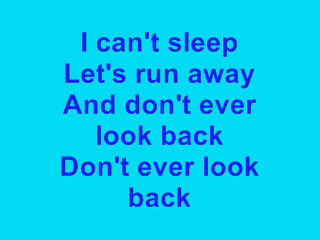 I can't sleep
Let's run away
And don't ever
look back
Don't ever look
back